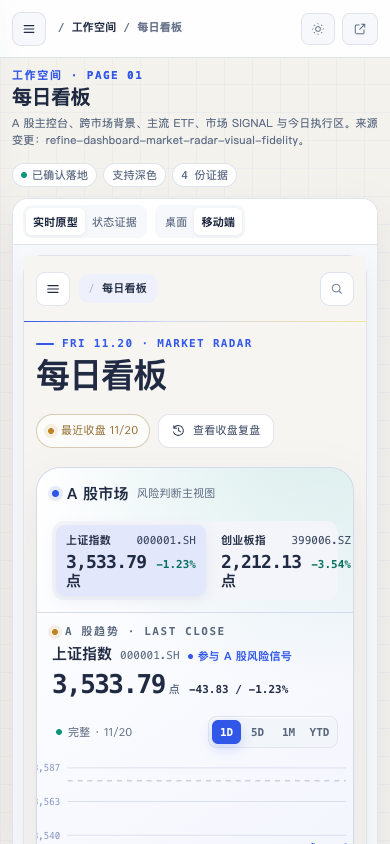 / 工作空间 / 每日看板
工作空间 · PAGE 01
每日看板
A 股主控台、跨市场背景、主流 ETF、市场 SIGNAL 与今日执行区。来源
变更：refine-dashboard-market-radar-visual-fidelity。
已确认落地 支持深色 4 份证据
实时原型 状态证据 桌面 移动端
/ 每日看板
FRI 11.20 · MARKET RADAR
每日看板
最近收盘 11/20 查看收盘复盘
A 股市场 风险判断主视图
上证指数 000001.SH 创业板指 399006.SZ
3,533.79 -1.23% 2,212.13 -3.54%
点 点
A 股趋势 · LAST CLOSE
上证指数 000001.SH 参与 A 股风险信号
3,533.79 点 -43.83 / -1.23%
完整 · 11/20 1D 5D 1M YTD
3,587
3,563
3,540